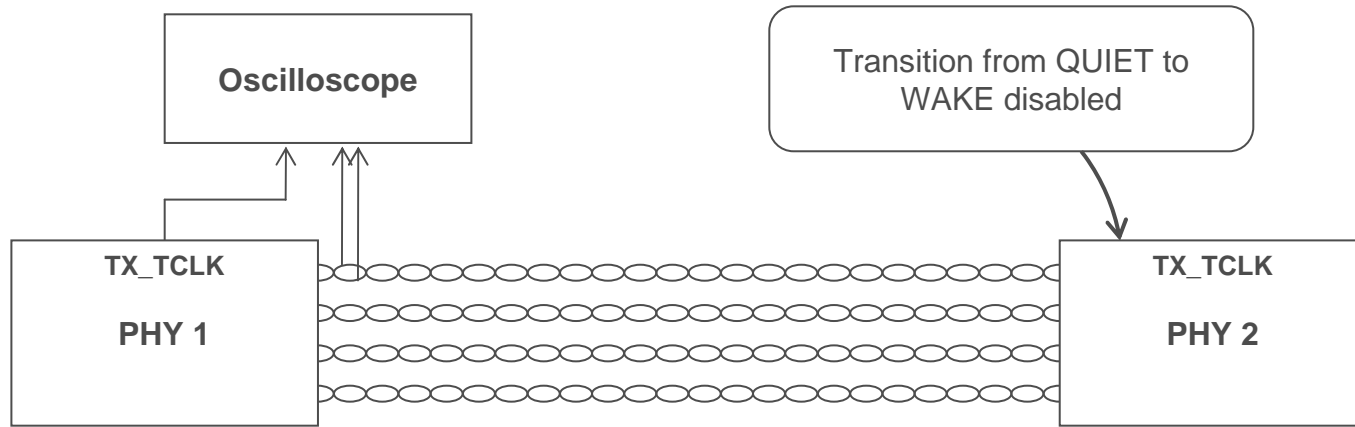 Oscilloscope
Transition from QUIET to
WAKE disabled
TX_TCLK
PHY 1
TX_TCLK
PHY 2